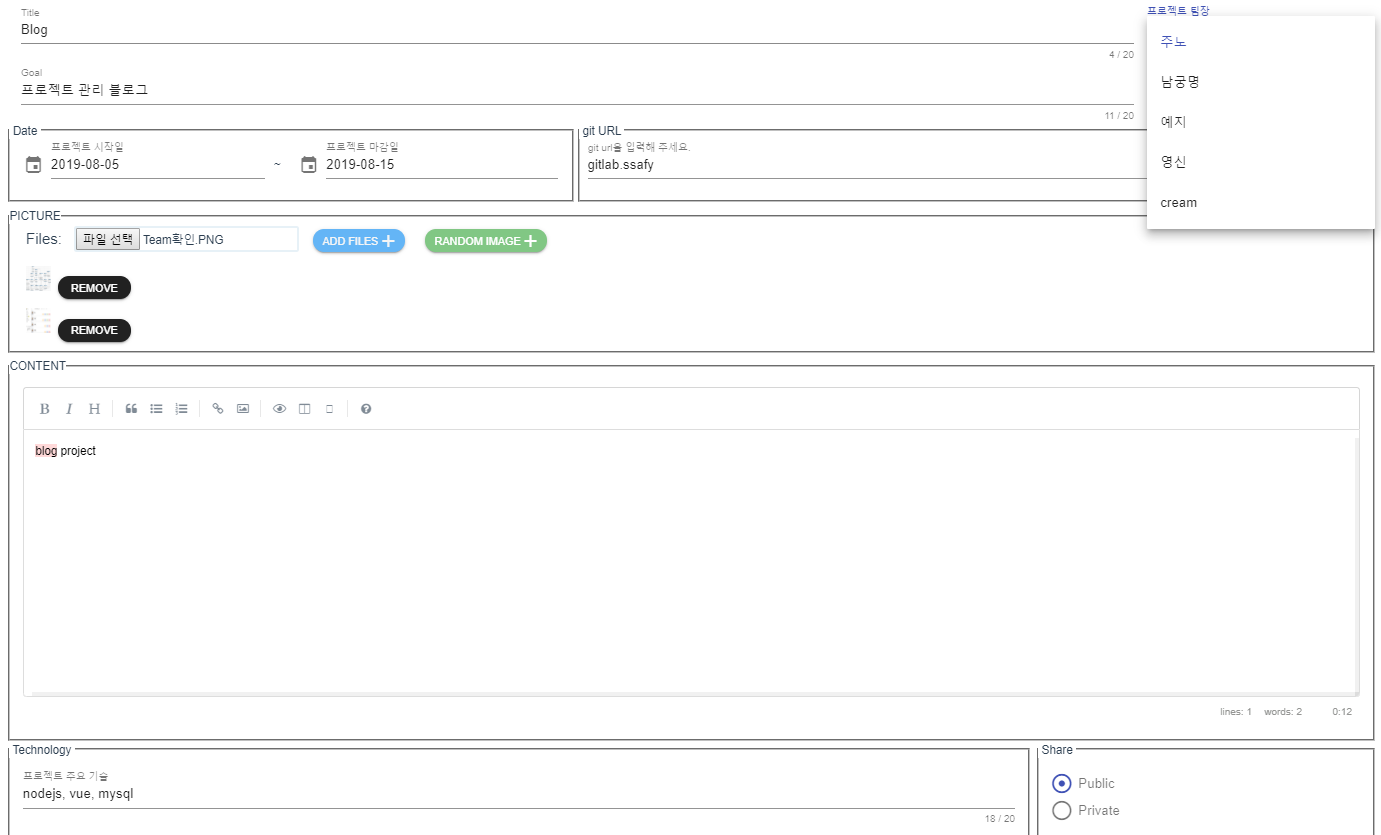 Title
프로젝트 팀장
Blog
4 / 20
주노
Goal
프로젝트 관리 블로그
남궁명
11 / 20
예지
Date
git URL
프로젝트 시작일
프로젝트 마감일
git url을 입력해 주세요.
2019-08-05
~
2019-08-15
gitlab.ssafy
영신
cream
PICTURE
Files:
파일 선택 Team확인.PNG
ADD FILES +
RANDOM IMAGE +
REMOVE
REMOVE
CONTENT
B I H
blog project
lines: 1 words: 2 0:12
Technology
Share
프로젝트 주요 기술
nodejs, vue, mysql
Public
Private
18 / 20